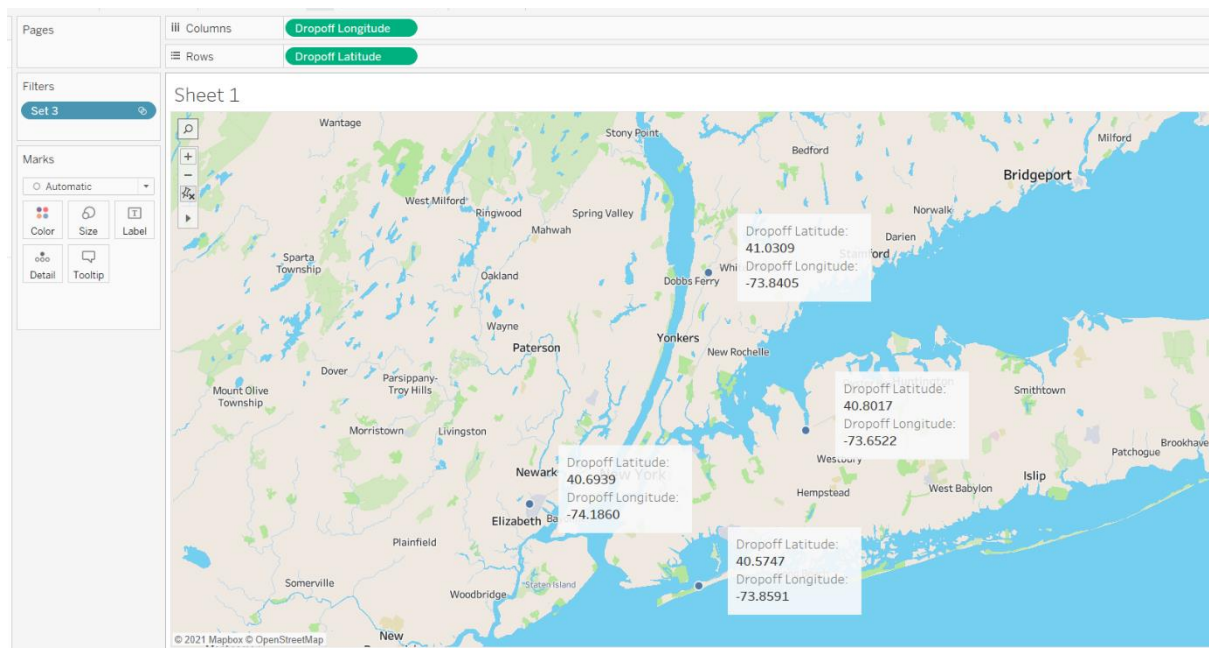 Pages
iii Columns
Dropoff Longitude
Rows
Dropoff Latitude
Filters
Set 3
Marks
Automatic
Color
Size
Label
Detail
Tooltip
Sheet 1
Wantage
Stony Point
Bedford
Milford
Bridgeport
West Milford
Ringwood
Spring Valley
Norwalk
Mahwah
Dropoff Latitude:
41.0309
Dropoff Longitude:
-73.8405
Darien
Sparta
Township
Oakland
Dobbs Ferry
Wayne
Paterson
Yonkers
New Rochelle
Dover
Parsippany-
Troy Hills
Mount Olive
Township
Dropoff Latitude:
40.8017
Dropoff Longitude:
-73.6522
Smithtown
Morristown
Livingston
Brookhave
Patchogue
Westbury
Newark
New York
Dropoff Latitude:
40.6939
Dropoff Longitude:
-74.1860
Islip
Hempstead
West Babylon
Elizabeth
Plainfield
Dropoff Latitude:
40.5747
Dropoff Longitude:
-73.8591
Somerville
Staten Island
Woodbridge
New
© 2021 Mapbox © OpenStreetMap